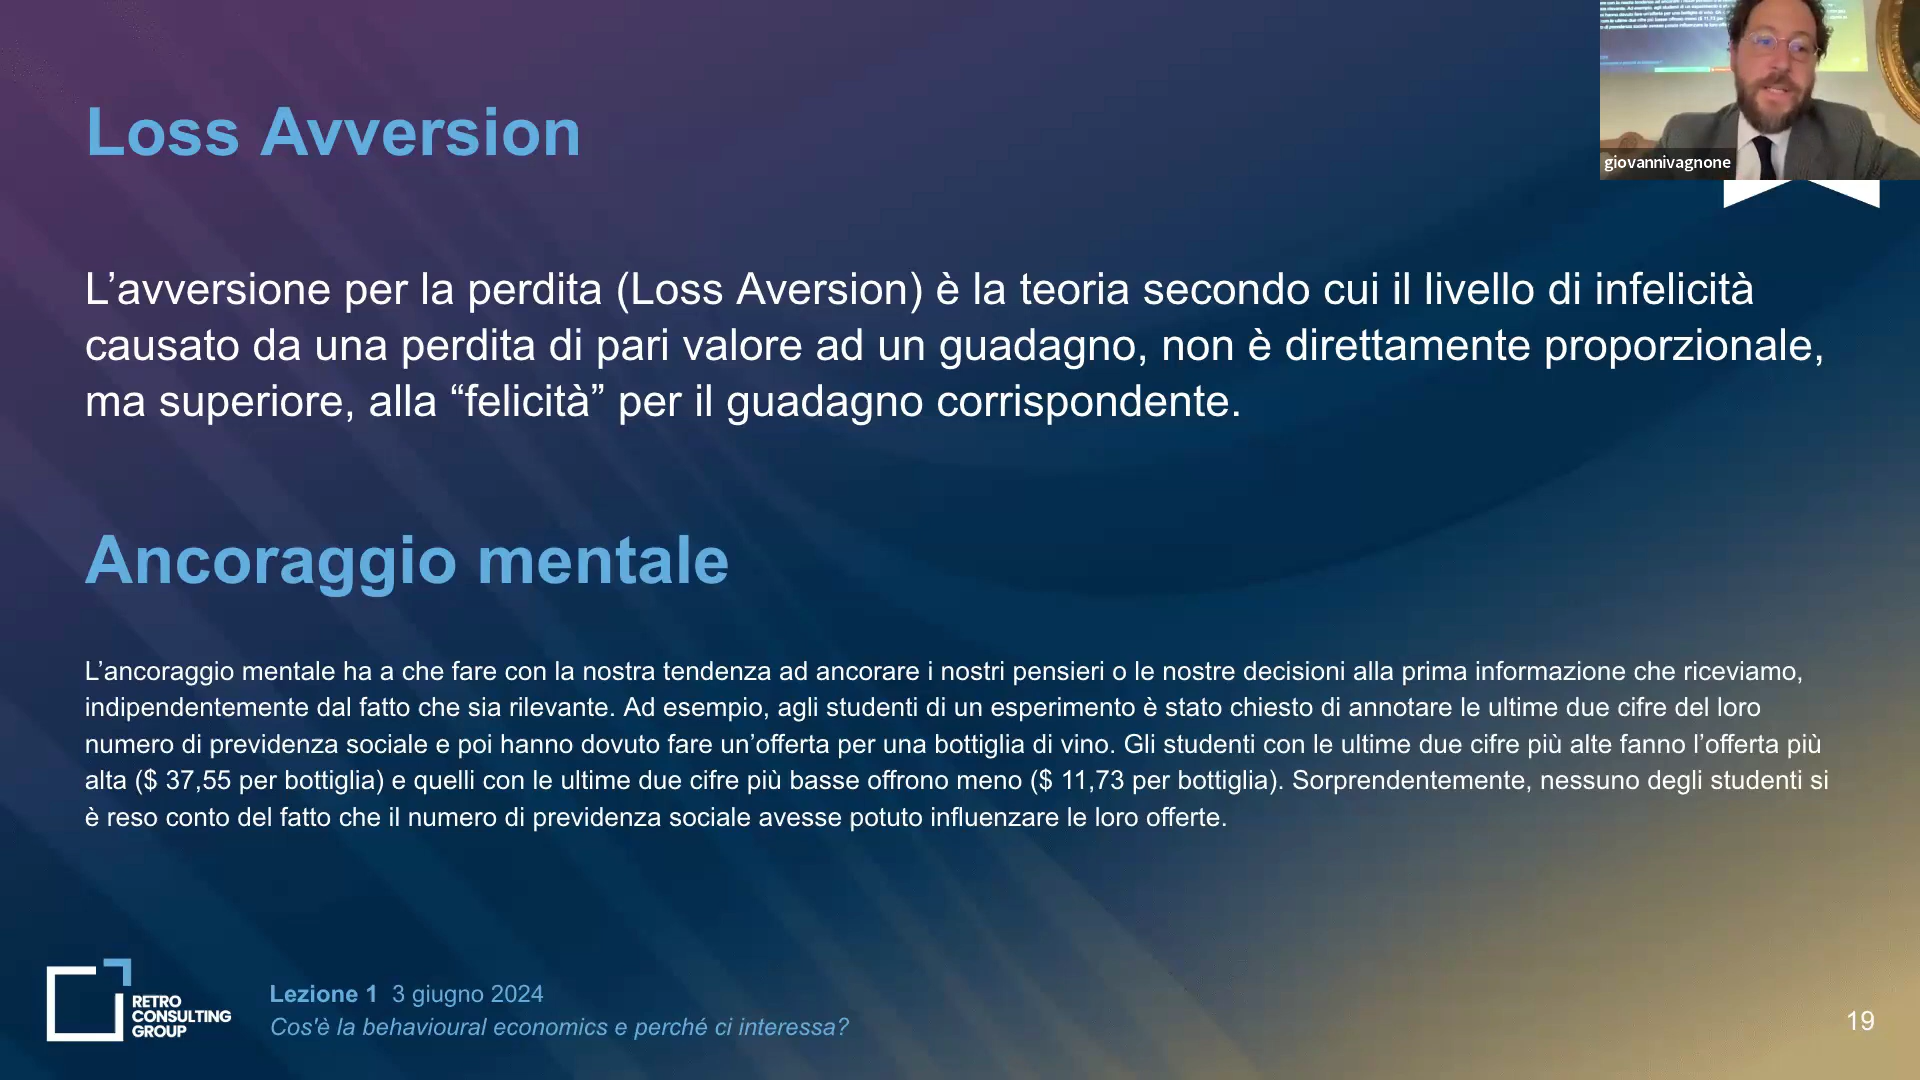 Loss Avversion
giovannivagnone
L’avversione per la perdita (Loss Aversion) è la teoria secondo cui il livello di infelicità
causato da una perdita di pari valore ad un guadagno, non è direttamente proporzionale,
ma superiore, alla “felicità” per il guadagno corrispondente.
Ancoraggio mentale
L’ancoraggio mentale ha a che fare con la nostra tendenza ad ancorare i nostri pensieri o le nostre decisioni alla prima informazione che riceviamo,
indipendentemente dal fatto che sia rilevante. Ad esempio, agli studenti di un esperimento è stato chiesto di annotare le ultime due cifre del loro
numero di previdenza sociale e poi hanno dovuto fare un’offerta per una bottiglia di vino. Gli studenti con le ultime due cifre più alte fanno l’offerta più
alta ($ 37,55 per bottiglia) e quelli con le ultime due cifre più basse offrono meno ($ 11,73 per bottiglia). Sorprendentemente, nessuno degli studenti si
è reso conto del fatto che il numero di previdenza sociale avesse potuto influenzare le loro offerte.
RETRO
CONSULTING
GROUP
Lezione 1 3 giugno 2024
Cos'è la behavioural economics e perché ci interessa?
19